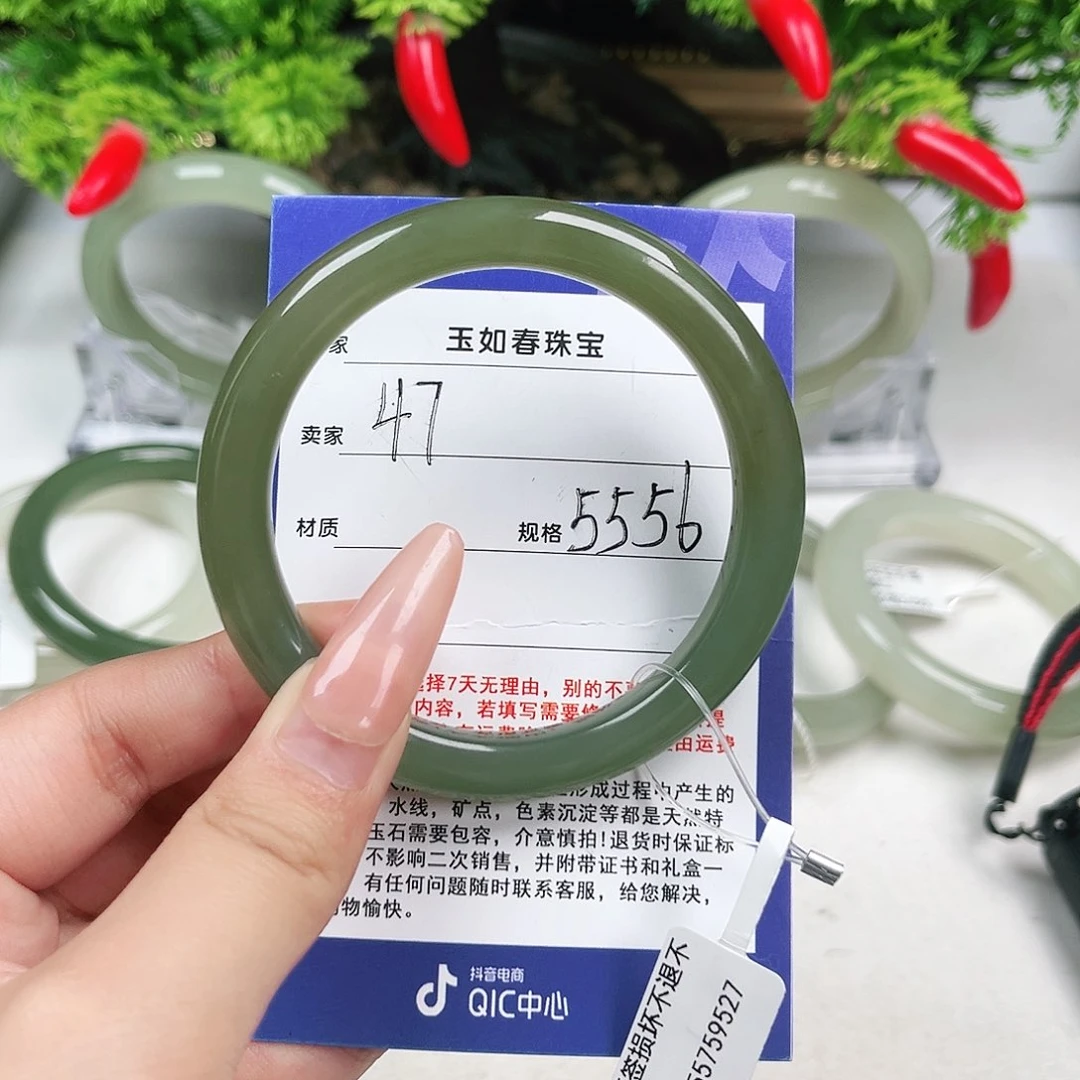 家 玉如春珠宝
卖家 47
材质 规格 5556
择7天无理由，别的不
内容，若填写需要修
由运费
形成过程中产生的
水线，矿点，色素沉淀等都是天然特
玉石需要包容，介意慎拍!退货时保证标
不影响二次销售，并附带证书和礼盒一
有任何问题随时联系客服，给您解决，
物愉快。
抖音电商
QIC中心
签损坏不退不
55759527